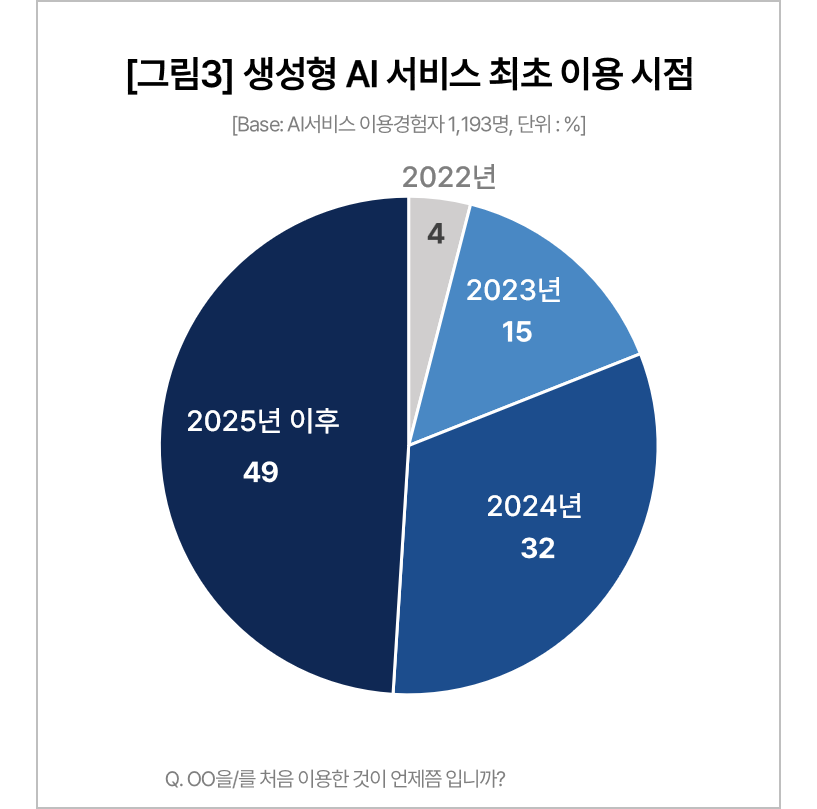 [그림3] 생성형 AI 서비스 최초 이용 시점
[Base: AI서비스 이용경험자 1,193명, 단위 : %]
2022년
4
2023년
15
2025년 이후
49
2024년
32
Q. OO을/를 처음 이용한 것이 언제쯤 입니까?